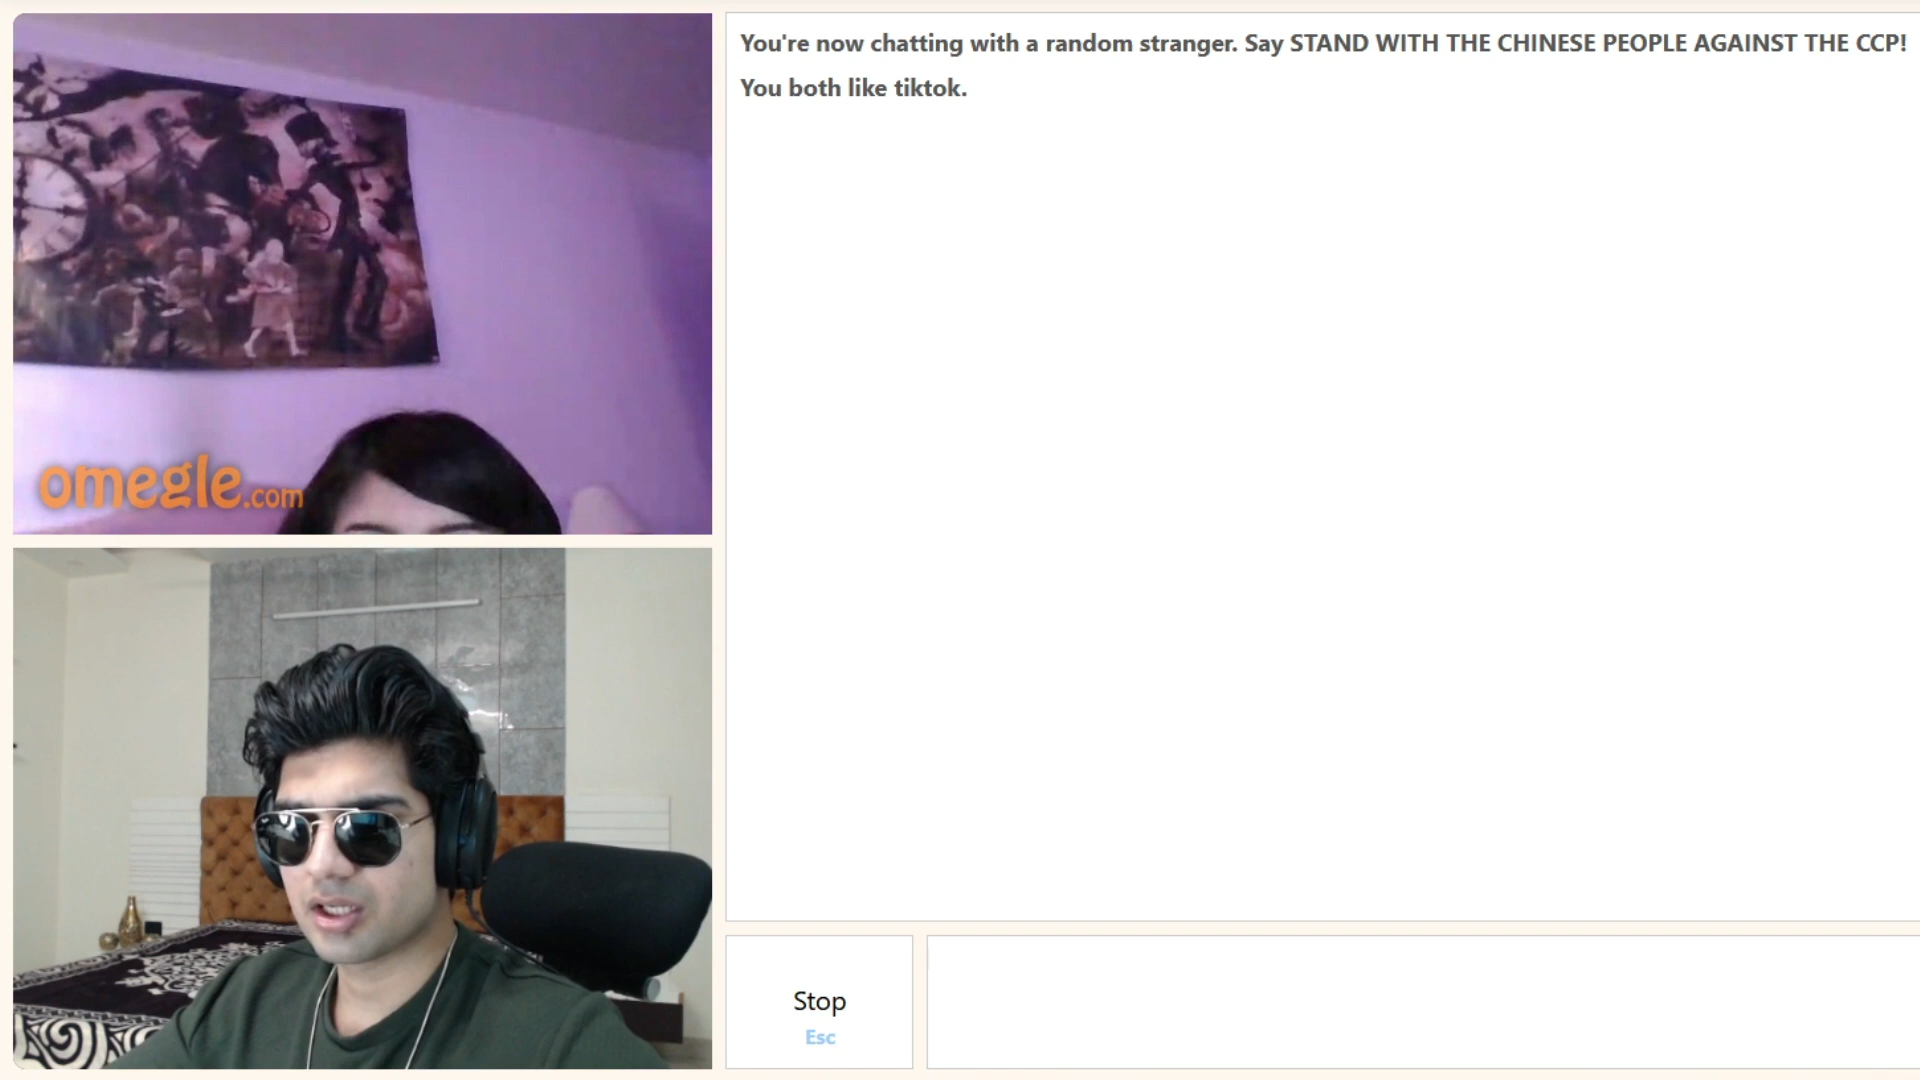 You're now chatting with a random stranger. Say STAND WITH THE CHINESE PEOPLE AGAINST THE CCP!
You both like tiktok.
omegle.com
Stop
Esc